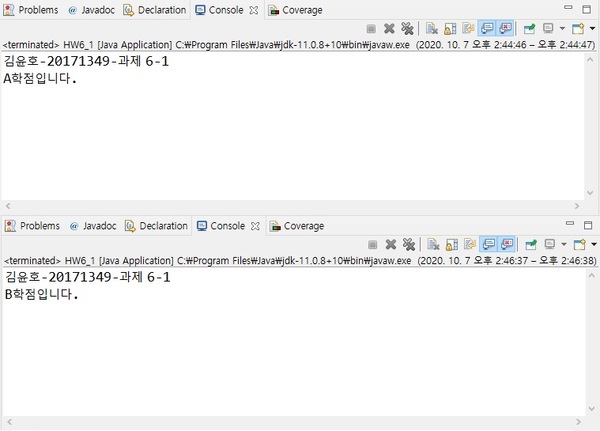 Problems @ Javadoc Declaration Console Coverage
<terminated> HW6_1 [Java Application] C:₩Program Files₩Java₩jdk-11.0.8+10₩bin₩javaw.exe (2020. 10. 7 오후 2:44:46 – 오후 2:44:47)
김윤호-20171349-과제 6-1
A학점입니다.
Problems @ Javadoc Declaration Console Coverage
<terminated> HW6_1 [Java Application] C:₩Program Files₩Java₩jdk-11.0.8+10₩bin₩javaw.exe (2020. 10. 7 오후 2:46:37 – 오후 2:46:38)
김윤호-20171349-과제 6-1
B학점입니다.